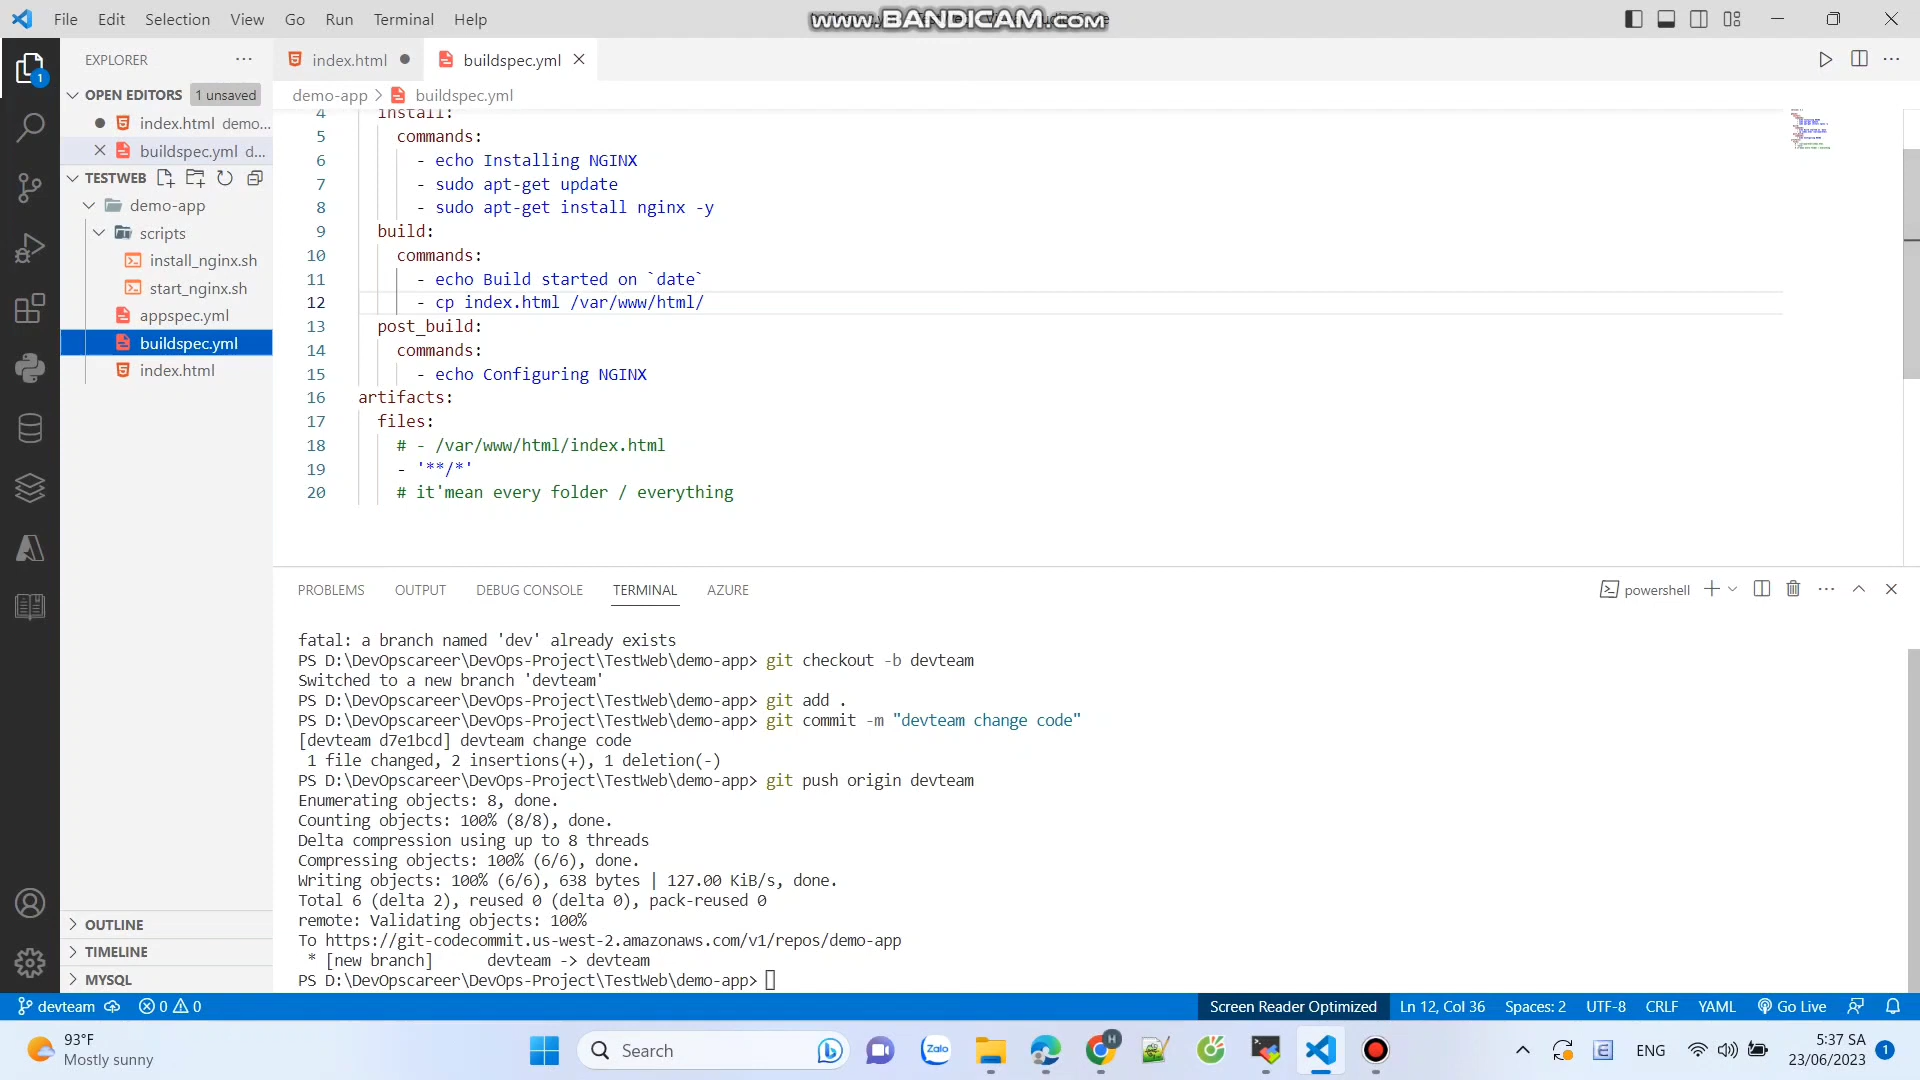 File Edit Selection View Go Run Terminal Help
www.BANDICAM.com
EXPLORER
index.html
buildspec.yml
OPEN EDITORS 1 unsaved
demo-app > buildspec.yml
index.html demo...
buildspec.yml d...
TESTWEB
demo-app
scripts
install_nginx.sh
start_nginx.sh
appspec.yml
buildspec.yml
index.html
OUTLINE
TIMELINE
MYSQL
4 install:
5 commands:
6 - echo Installing NGINX
7 - sudo apt-get update
8 - sudo apt-get install nginx -y
9 build:
10 commands:
11 - echo Build started on `date`
12 - cp index.html /var/www/html/
13 post_build:
14 commands:
15 - echo Configuring NGINX
16 artifacts:
17 files:
18 # - /var/www/html/index.html
19 - '**/*'
20 # it'mean every folder / everything
PROBLEMS OUTPUT DEBUG CONSOLE TERMINAL AZURE
powershell
fatal: a branch named 'dev' already exists
PS D:\DevOpscareer\DevOps-Project\TestWeb\demo-app> git checkout -b devteam
Switched to a new branch 'devteam'
PS D:\DevOpscareer\DevOps-Project\TestWeb\demo-app> git add .
PS D:\DevOpscareer\DevOps-Project\TestWeb\demo-app> git commit -m "devteam change code"
[devteam d7e1bcd] devteam change code
1 file changed, 2 insertions(+), 1 deletion(-)
PS D:\DevOpscareer\DevOps-Project\TestWeb\demo-app> git push origin devteam
Enumerating objects: 8, done.
Counting objects: 100% (8/8), done.
Delta compression using up to 8 threads
Compressing objects: 100% (6/6), done.
Writing objects: 100% (6/6), 638 bytes | 127.00 KiB/s, done.
Total 6 (delta 2), reused 0 (delta 0), pack-reused 0
remote: Validating objects: 100%
To https://git-codecommit.us-west-2.amazonaws.com/v1/repos/demo-app
* [new branch] devteam -> devteam
PS D:\DevOpscareer\DevOps-Project\TestWeb\demo-app>
devteam 0 0
Screen Reader Optimized Ln 12, Col 36 Spaces: 2 UTF-8 CRLF YAML Go Live
93°F
Mostly sunny
Search
Zalo
H
ENG
5:37 SA
23/06/2023
1